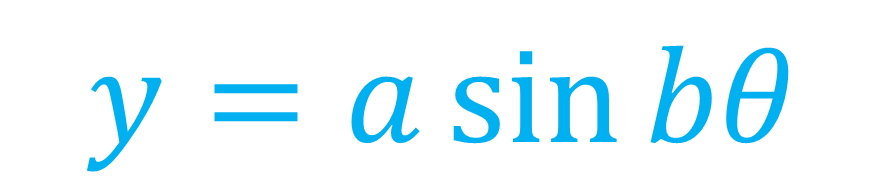 y = a sin bθ